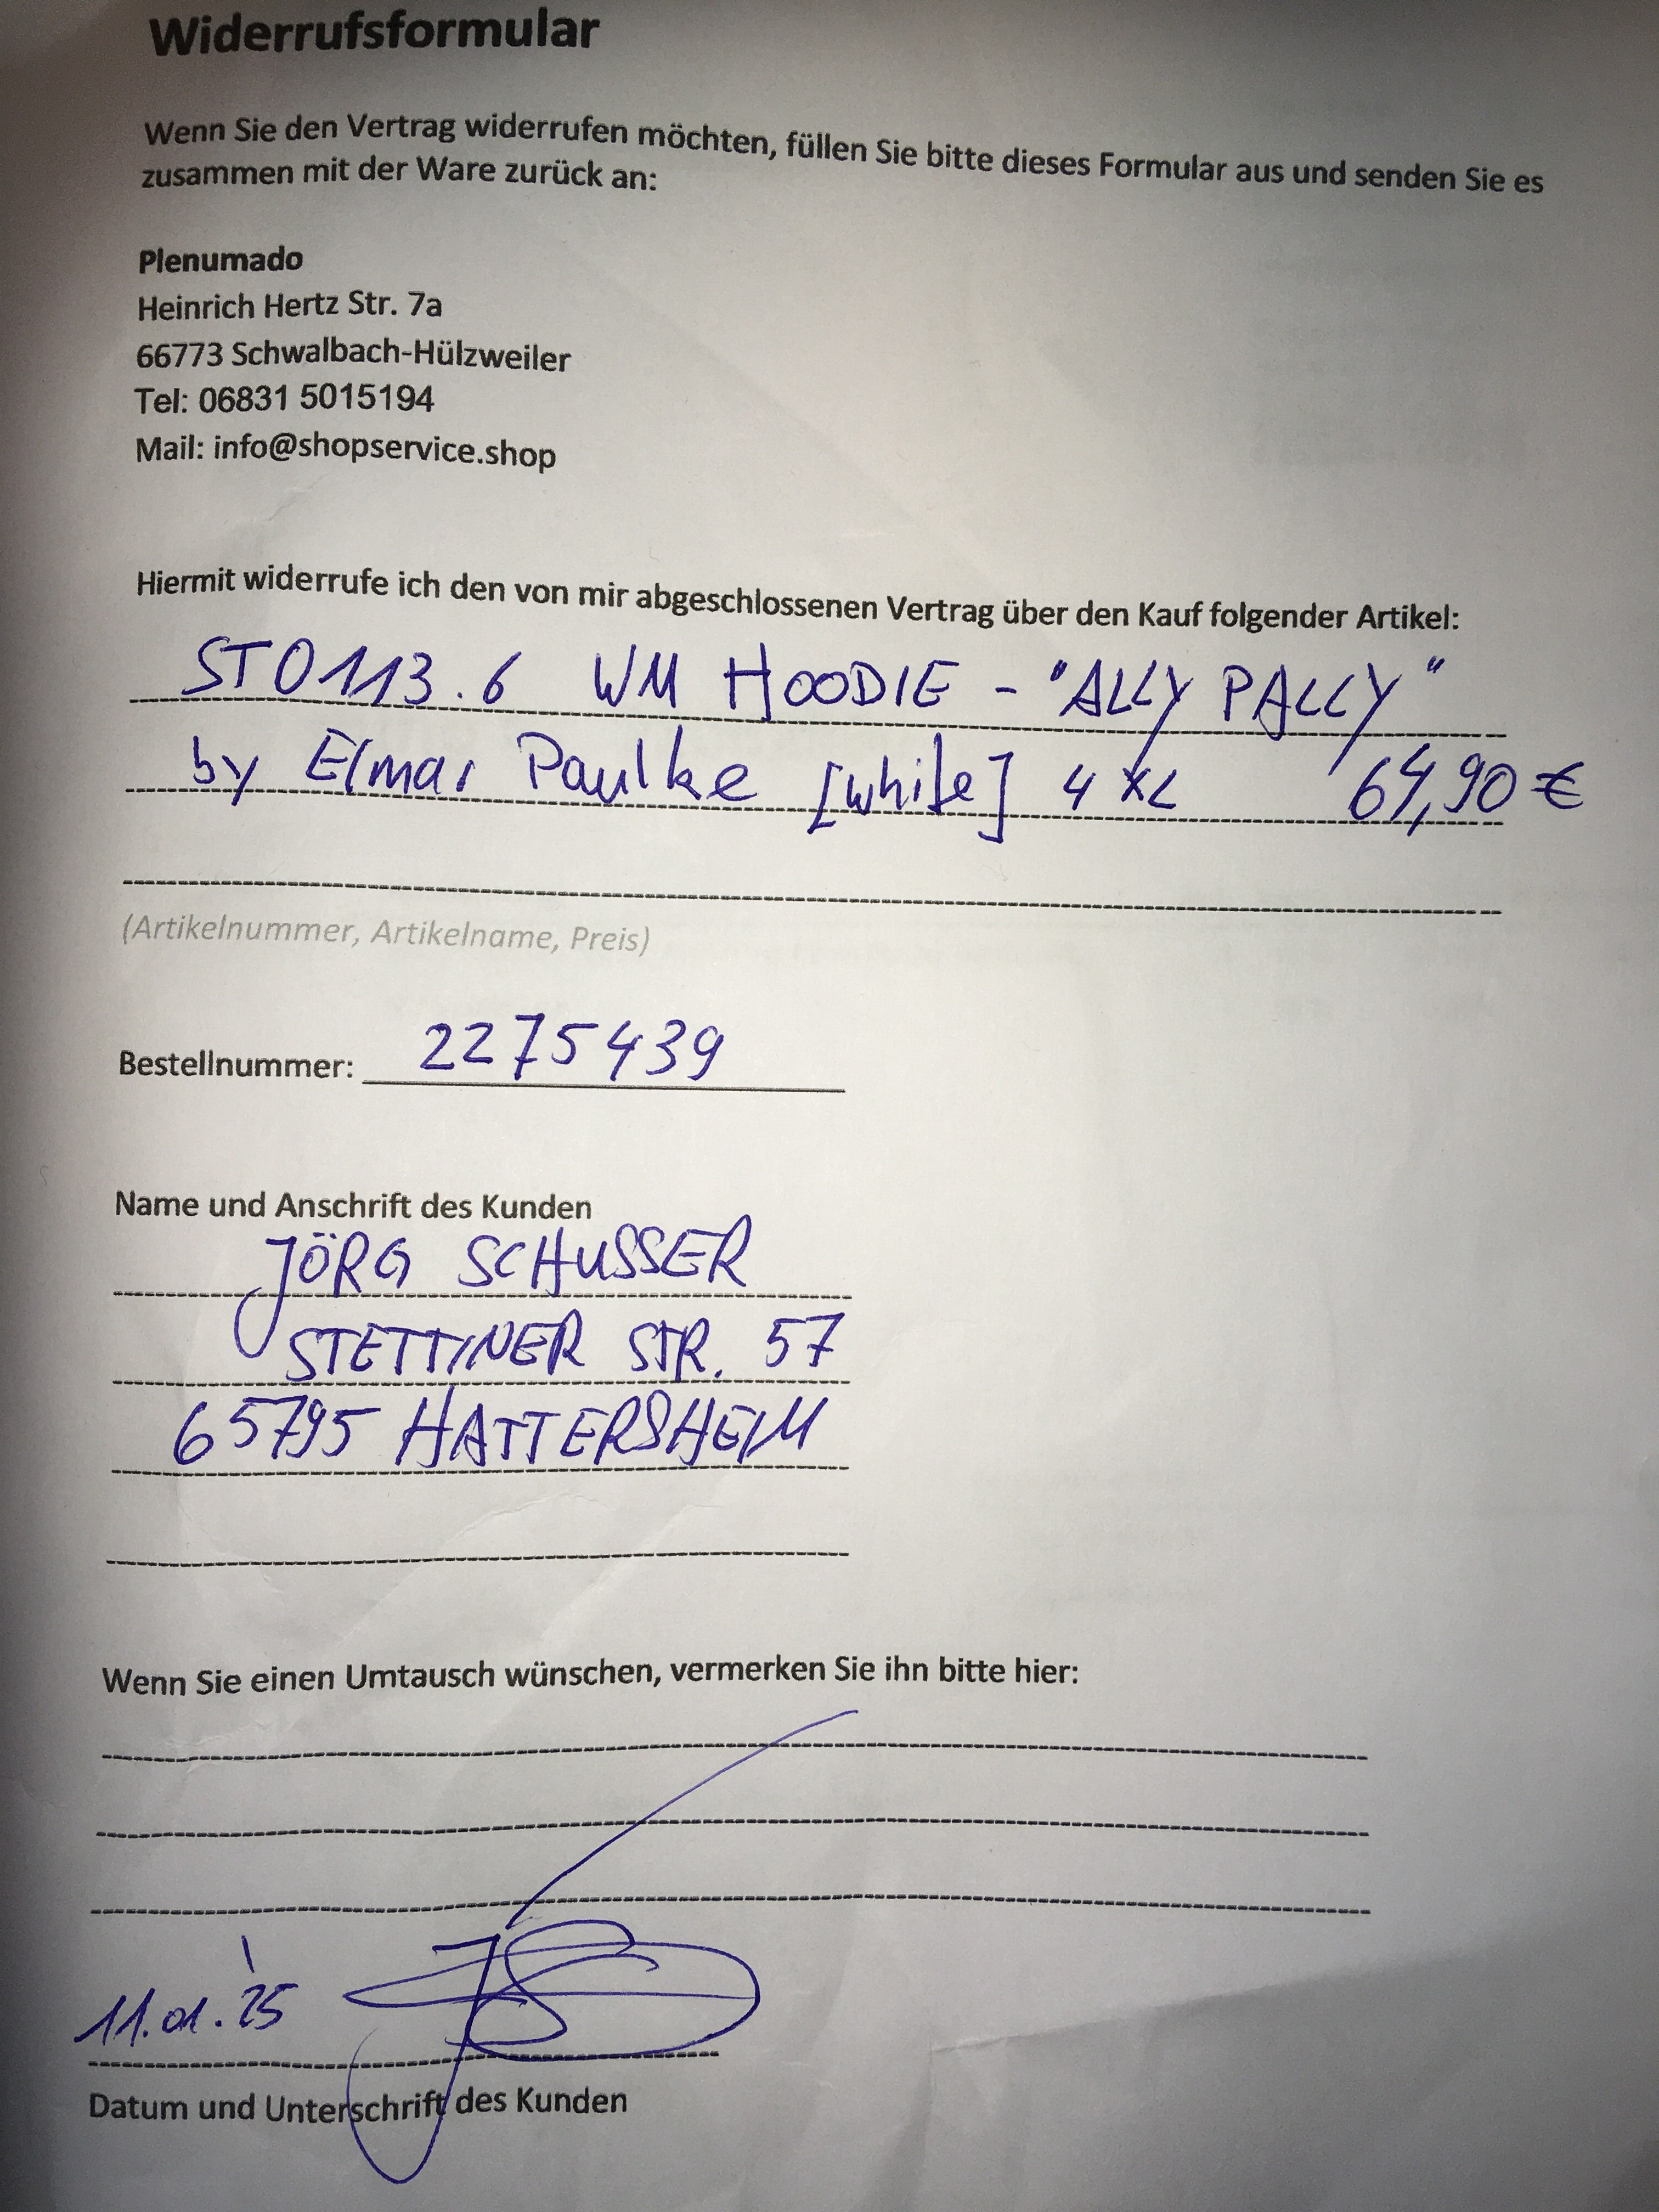 Widerrufsformular
Wenn Sie den Vertrag widerrufen möchten, füllen Sie bitte dieses Formular aus und senden Sie es
zusammen mit der Ware zurück an:
Plenumado
Heinrich Hertz Str. 7a
66773 Schwalbach-Hülzweiler
Tel: 06831 5015194
Mail: info@shopservice.shop
Hiermit widerrufe ich den von mir abgeschlossenen Vertrag über den Kauf folgender Artikel:
STO113.6 WM HOODIE - "ALLY PALLY"
by Elmar Paulke [white] 4XL 64,90 €
(Artikelnummer, Artikelname, Preis)
Bestellnummer: 2275439
Name und Anschrift des Kunden
JÖRG SCHUSSER
STETTINER STR. 57
65795 HATTERSHEIM
Wenn Sie einen Umtausch wünschen, vermerken Sie ihn bitte hier:
11.01.'25
Datum und Unterschrift des Kunden